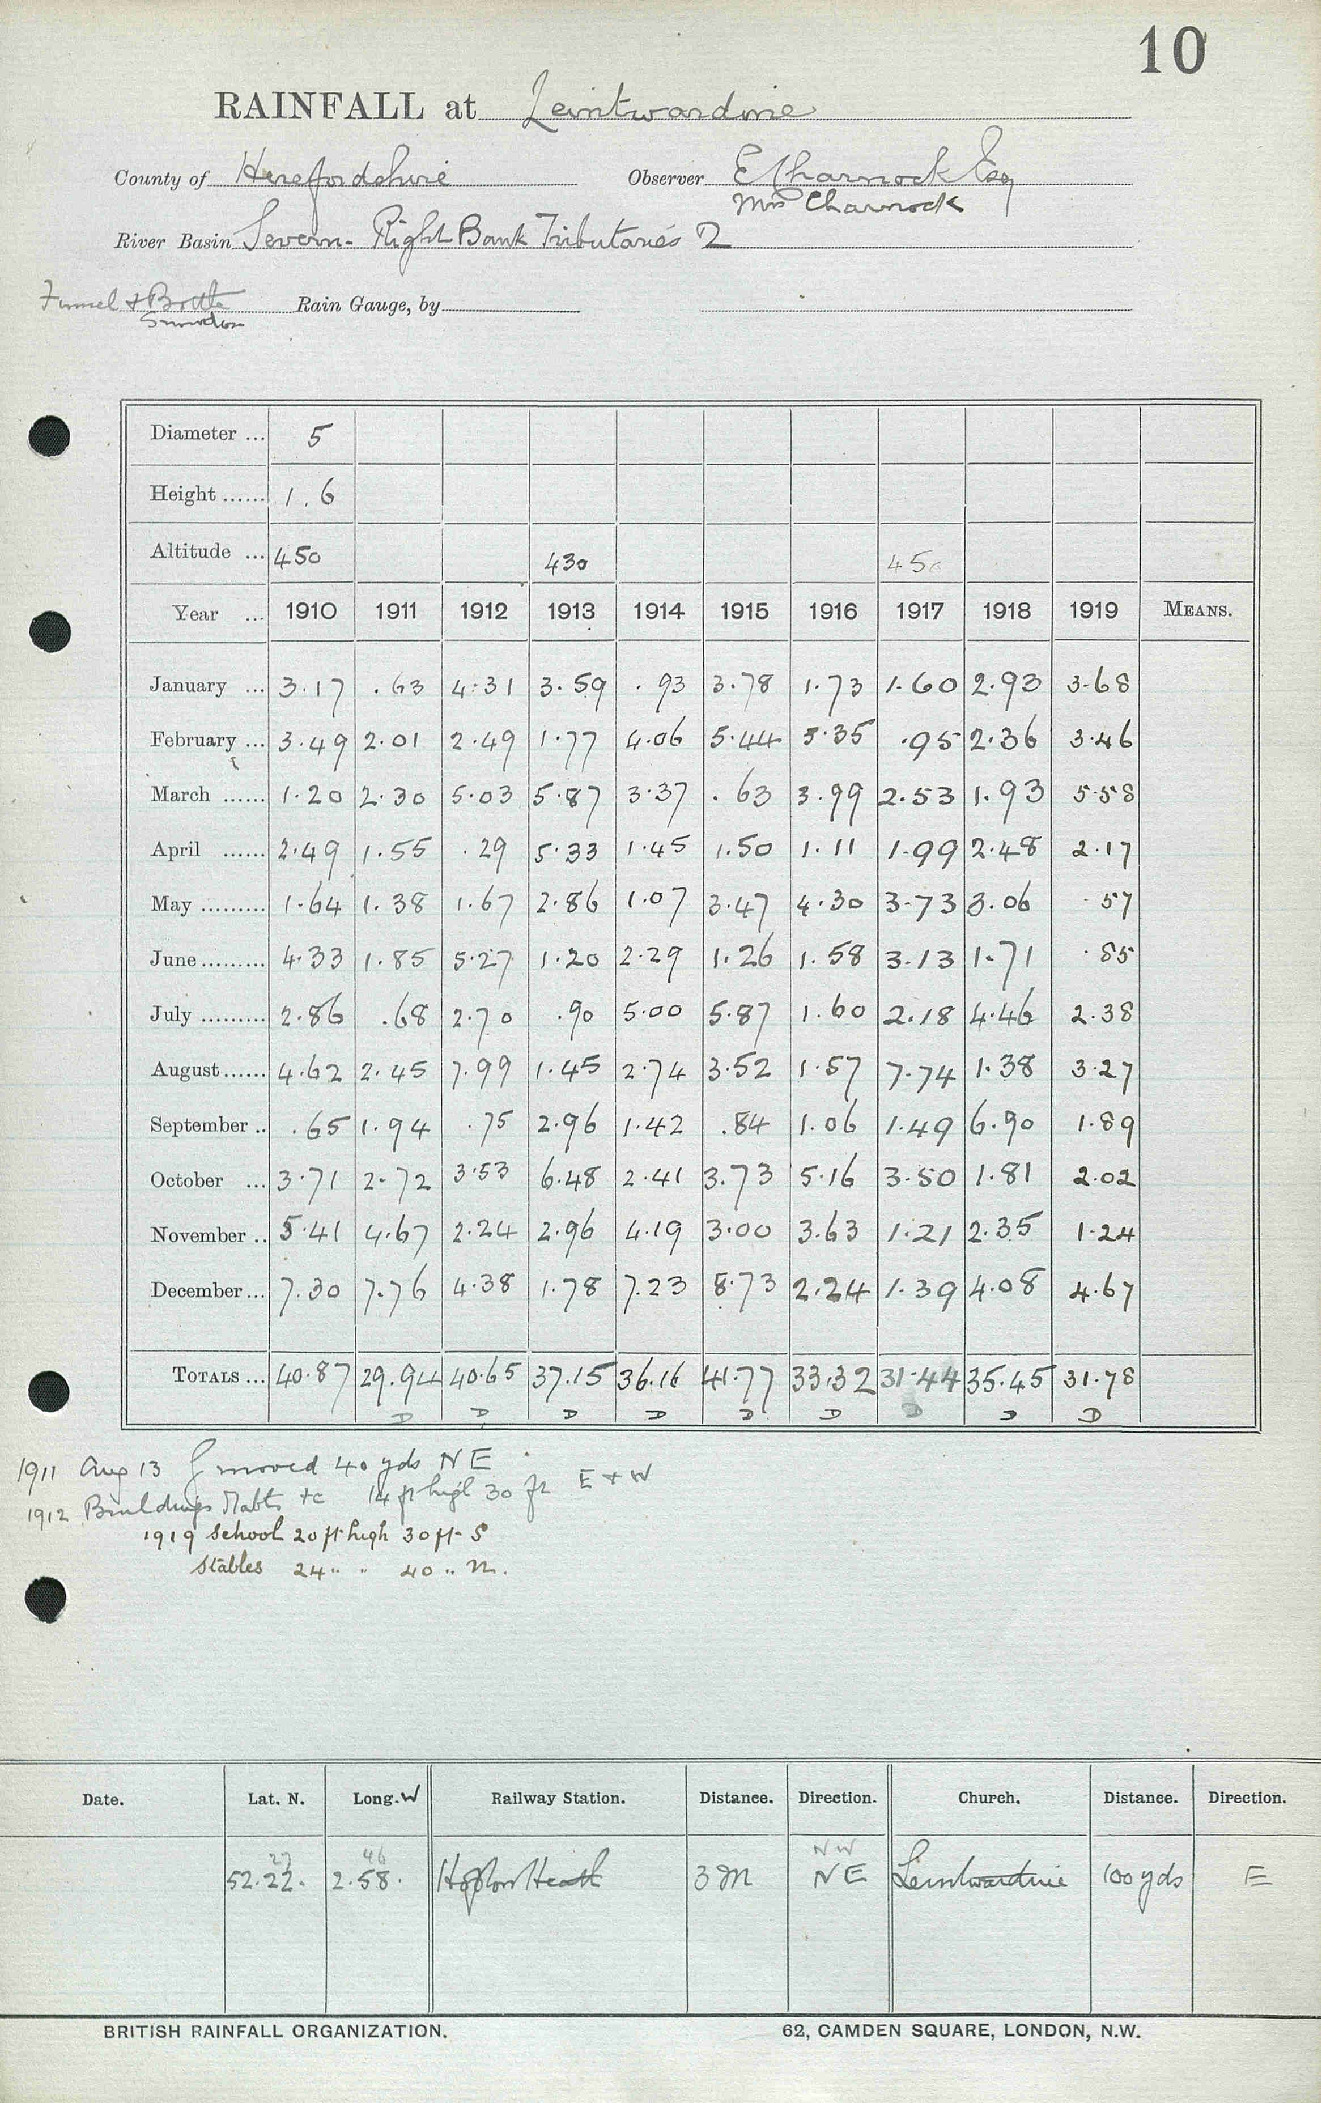 10
RAINFALL at Leintwardine
County of Herefordshire Observer E Charnock Esq
Mrs Charnock
River Basin Severn - Right Bank Tributaries 2
Funnel & Bottle Rain Gauge, by
Snowdon
Diameter ... 5
Height ...... 1.6
Altitude ... 450 430 450
Year ... 1910 1911 1912 1913 1914 1915 1916 1917 1918 1919 MEANS.
January ... 3.17 .63 4.31 3.59 .93 3.78 1.73 1.60 2.93 3.68
February ... 3.49 2.01 2.49 1.77 4.06 5.44 3.35 .95 2.36 3.46
March ...... 1.20 2.30 5.03 5.87 3.37 .63 3.99 2.53 1.93 5.58
April ...... 2.49 1.55 .29 5.33 1.45 1.50 1.11 1.99 2.48 2.17
May ......... 1.64 1.38 1.67 2.86 1.07 3.47 4.30 3.73 3.06 .57
June ......... 4.33 1.85 5.27 1.20 2.29 1.26 1.58 3.13 1.71 .85
July ......... 2.86 .68 2.70 .90 5.00 5.87 1.60 2.18 4.46 2.38
August ...... 4.62 2.45 7.99 1.45 2.74 3.52 1.57 7.74 1.38 3.27
September .. .65 1.94 .75 2.96 1.42 .84 1.06 1.49 6.90 1.89
October ... 3.71 2.72 3.53 6.48 2.41 3.73 5.16 3.50 1.81 2.02
November .. 5.41 4.67 2.24 2.96 4.19 3.00 3.63 1.21 2.35 1.24
December ... 7.30 7.76 4.38 1.78 7.23 8.73 2.24 1.39 4.08 4.67
TOTALS ... 40.87 29.94 40.65 37.15 36.16 41.77 33.32 31.44 35.45 31.78
D D D D D D D D D
1911 Aug 13 G moved 40 yds NE
1912 Buildings &c 14 ft high 30 ft E & W
1919 School 20 ft high 30 ft S
Stables 24 " " 40 " N.
Date. Lat. N. Long. W Railway Station. Distance. Direction. Church. Distance. Direction.
46 NW
52.22. 2.58. Hopton Heath 3 M NE Leintwardine 100 yds E
BRITISH RAINFALL ORGANIZATION. 62, CAMDEN SQUARE, LONDON, N.W.